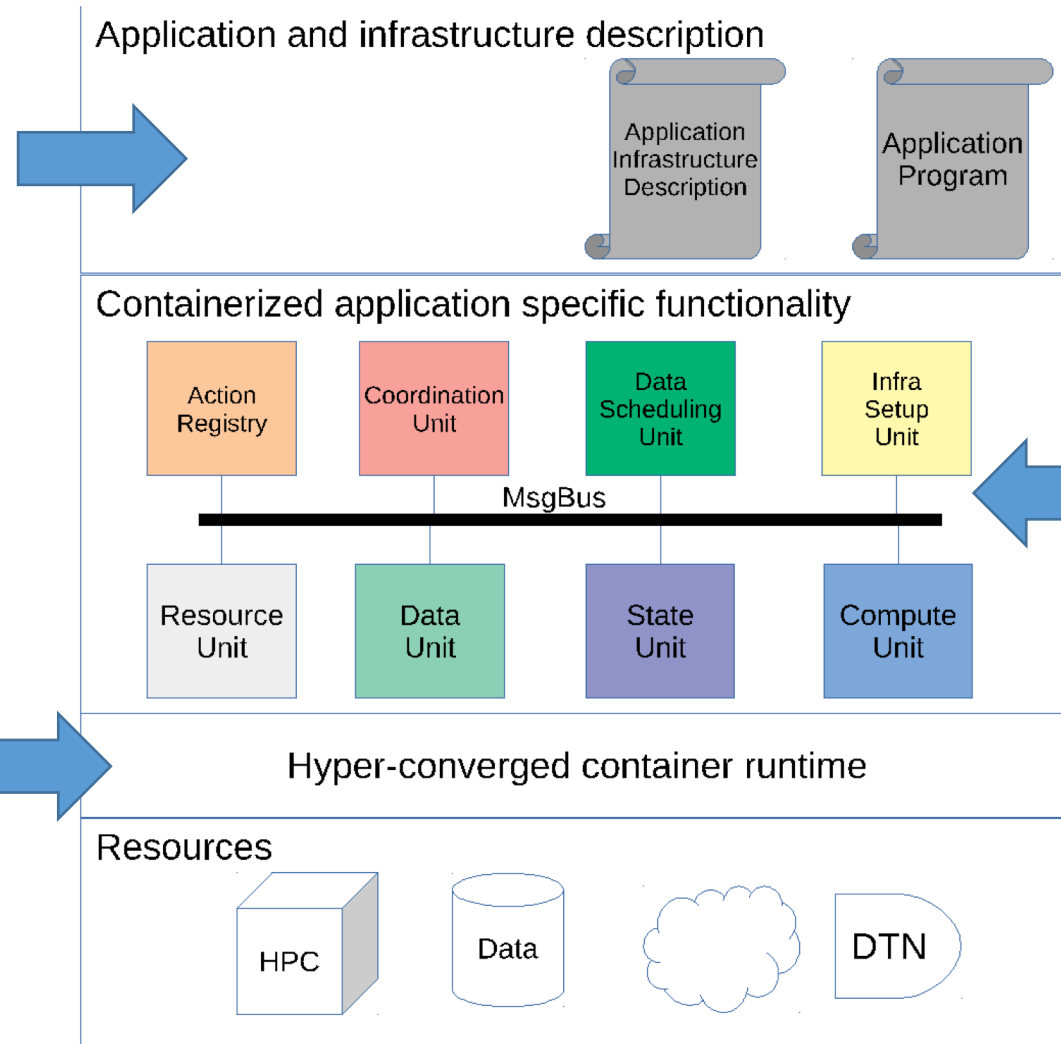 Application and infrastructure description
Application
Infrastructure
Description
Application
Program
Containerized application specific functionality
Action
Registry
Coordination
Unit
Data
Scheduling
Unit
Infra
Setup
Unit
MsgBus
Resource
Unit
Data
Unit
State
Unit
Compute
Unit
Hyper-converged container runtime
Resources
HPC
Data
DTN